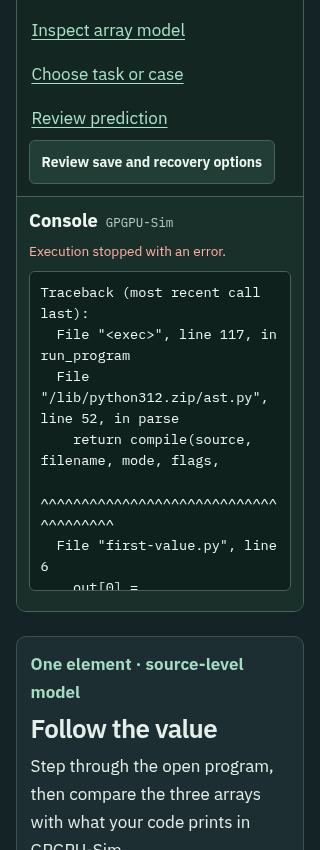 Inspect array model
Choose task or case
Review prediction
Review save and recovery options
Console GPGPU-Sim
Execution stopped with an error.
Traceback (most recent call
last):
  File "<exec>", line 117, in
run_program
  File
"/lib/python312.zip/ast.py",
line 52, in parse
    return compile(source,
filename, mode, flags,

^^^^^^^^^^^^^^^^^^^^^^^^^^^^^
^^^^^^^^^
  File "first-value.py", line
6
    out[0] =
One element · source-level
model
Follow the value
Step through the open program,
then compare the three arrays
with what your code prints in
GPGPU-Sim.